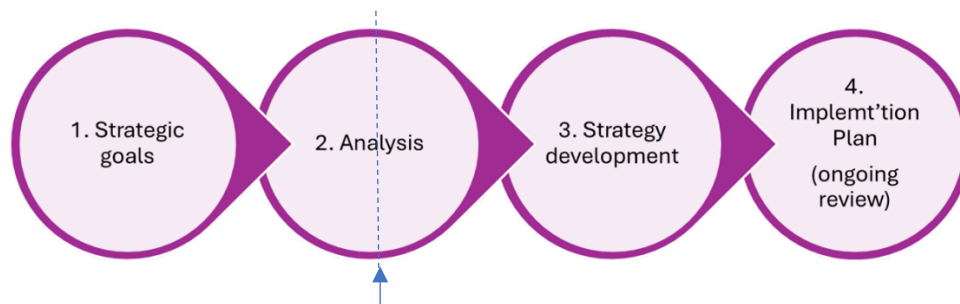 1. Strategic
goals
2. Analysis
3. Strategy
development
4.
Implemt’tion
Plan
(ongoing
review)